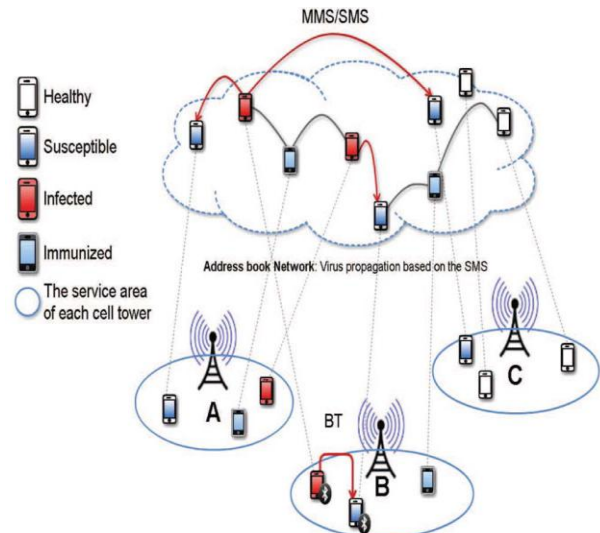 MMS/SMS
Healthy
Susceptible
Infected
Immunized
The service area
of each cell tower
Address book Network: Virus propagation based on the SMS
A
BT
B
C